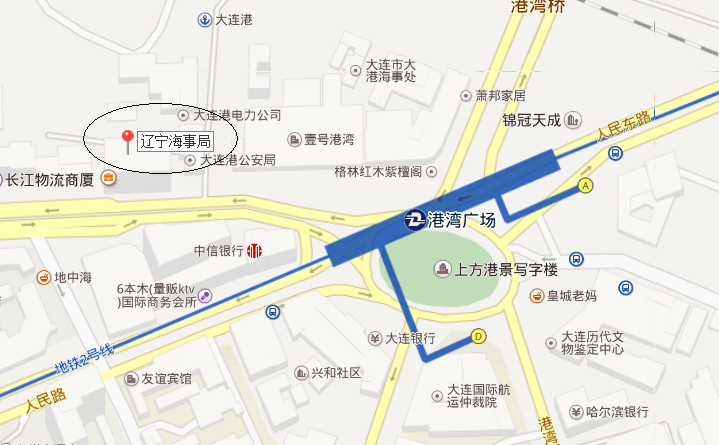 港湾桥
大连港
大连市大
港海事处
萧邦家居
大连港电力公司
锦冠天成
人民东路
辽宁海事局
壹号港湾
大连港公安局
格林红木紫檀阁
长江物流商厦
A
港湾广场
中信银行
上方港景写字楼
地中海
6本木(量贩ktv
)国际商务会所
皇城老妈
大连银行
D
大连历代文
物鉴定中心
地铁2号线
兴和社区
友谊宾馆
大连国际航
运仲裁院
人民路
哈尔滨银行
港湾